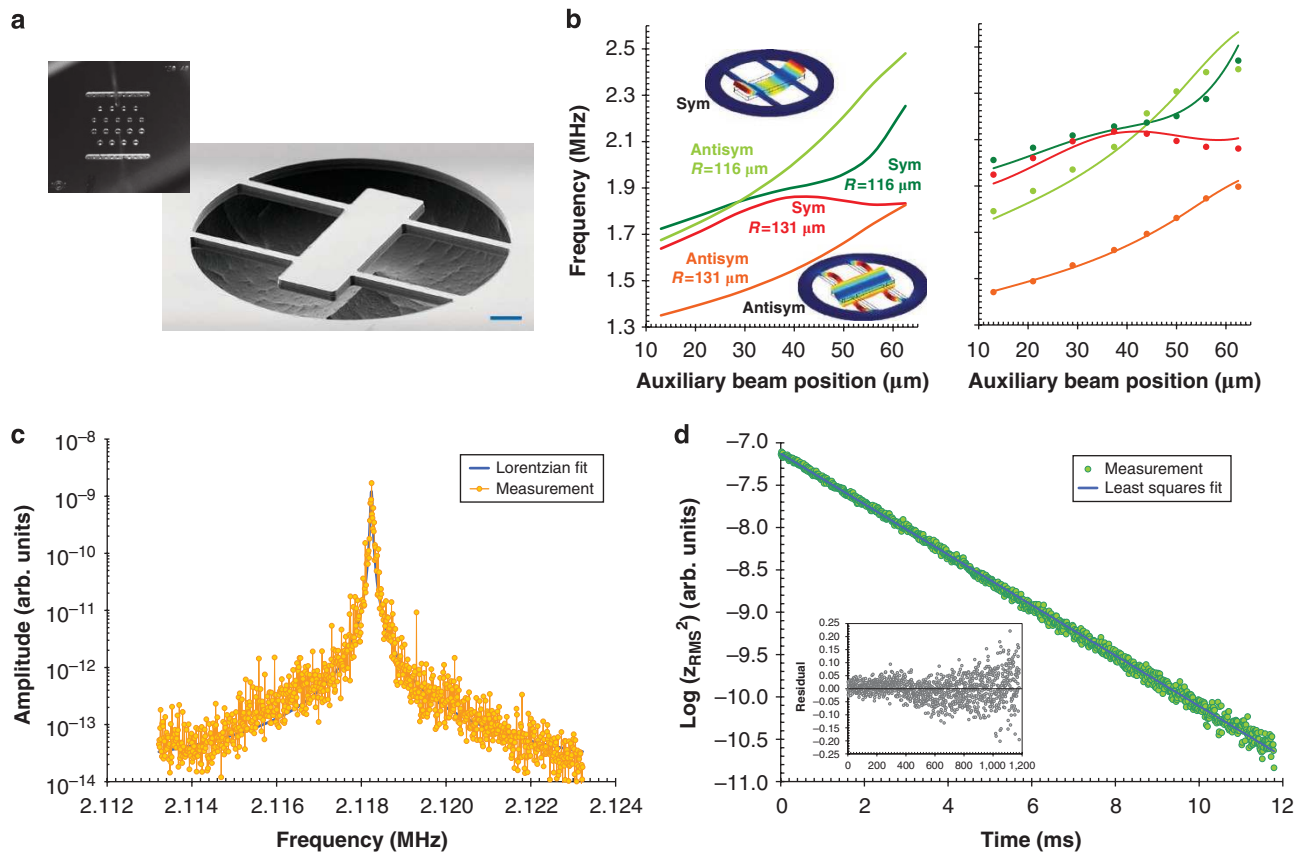 a
b
Frequency (MHz)
2.5
2.3
2.1
1.9
1.7
1.5
1.3
Sym
Antisym
R=116 μm
Sym
R=116 μm
Sym
R=131 μm
Antisym
R=131 μm
Antisym
10 20 30 40 50 60
Auxiliary beam position (μm)
10 20 30 40 50 60
Auxiliary beam position (μm)
c
Amplitude (arb. units)
10⁻⁸
10⁻⁹
10⁻¹⁰
10⁻¹¹
10⁻¹²
10⁻¹³
10⁻¹⁴
Lorentzian fit
Measurement
2.112 2.114 2.116 2.118 2.120 2.122 2.124
Frequency (MHz)
d
Log (zRMS²) (arb. units)
−7.0
−7.5
−8.0
−8.5
−9.0
−9.5
−10.0
−10.5
−11.0
Measurement
Least squares fit
Residual
0.25
0.20
0.15
0.10
0.05
0.00
−0.05
−0.10
−0.15
−0.20
−0.25
0 200 400 600 800 1,000 1,200
0 2 4 6 8 10 12
Time (ms)